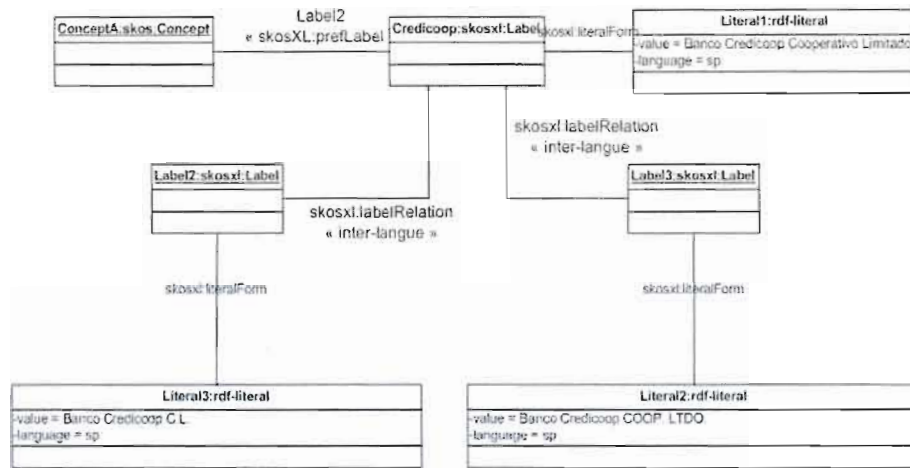 Label2
« skosXL:prefLabel
ConceptA:skos:Concept
Credicoop:skosxl:Label
skosxl:literalForm
Literal1:rdf-literal
-value = Banco Credicoop Cooperativo Limitado
-language = sp
skosxl:labelRelation
« inter-langue »
Label2:skosxl:Label
Label3:skosxl:Label
skosxl:labelRelation
« inter-langue »
skosxl:literalForm
skosxl:literalForm
Literal3:rdf-literal
-value = Banco Credicoop C.L.
-language = sp
Literal2:rdf-literal
-value = Banco Credicoop COOP. LTDO.
-language = sp